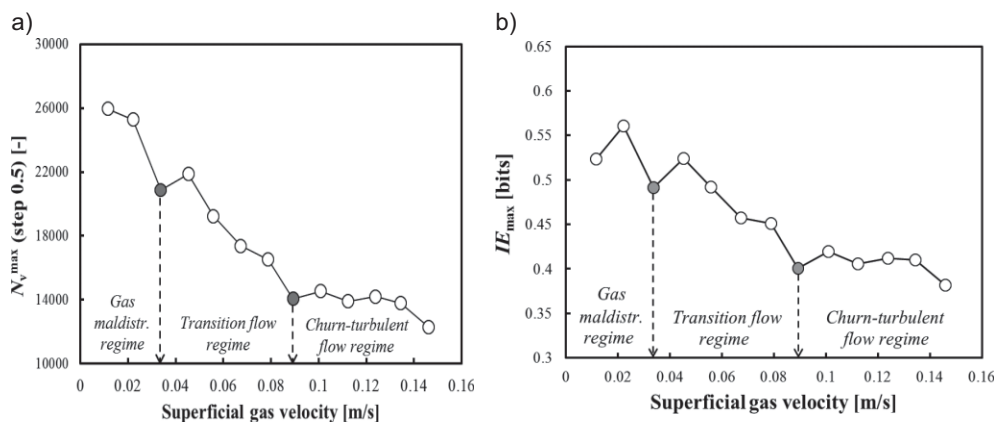 a)
30000
26000
22000
18000
14000
10000
N_v^max (step 0.5) [-]
Gas
maldistr.
regime
Transition flow
regime
Churn-turbulent
flow regime
0 0.02 0.04 0.06 0.08 0.1 0.12 0.14 0.16
Superficial gas velocity [m/s]
b)
0.65
0.6
0.55
0.5
0.45
0.4
0.35
0.3
IE_max [bits]
Gas
maldistr.
regime
Transition flow
regime
Churn-turbulent
flow regime
0 0.02 0.04 0.06 0.08 0.1 0.12 0.14 0.16
Superficial gas velocity [m/s]